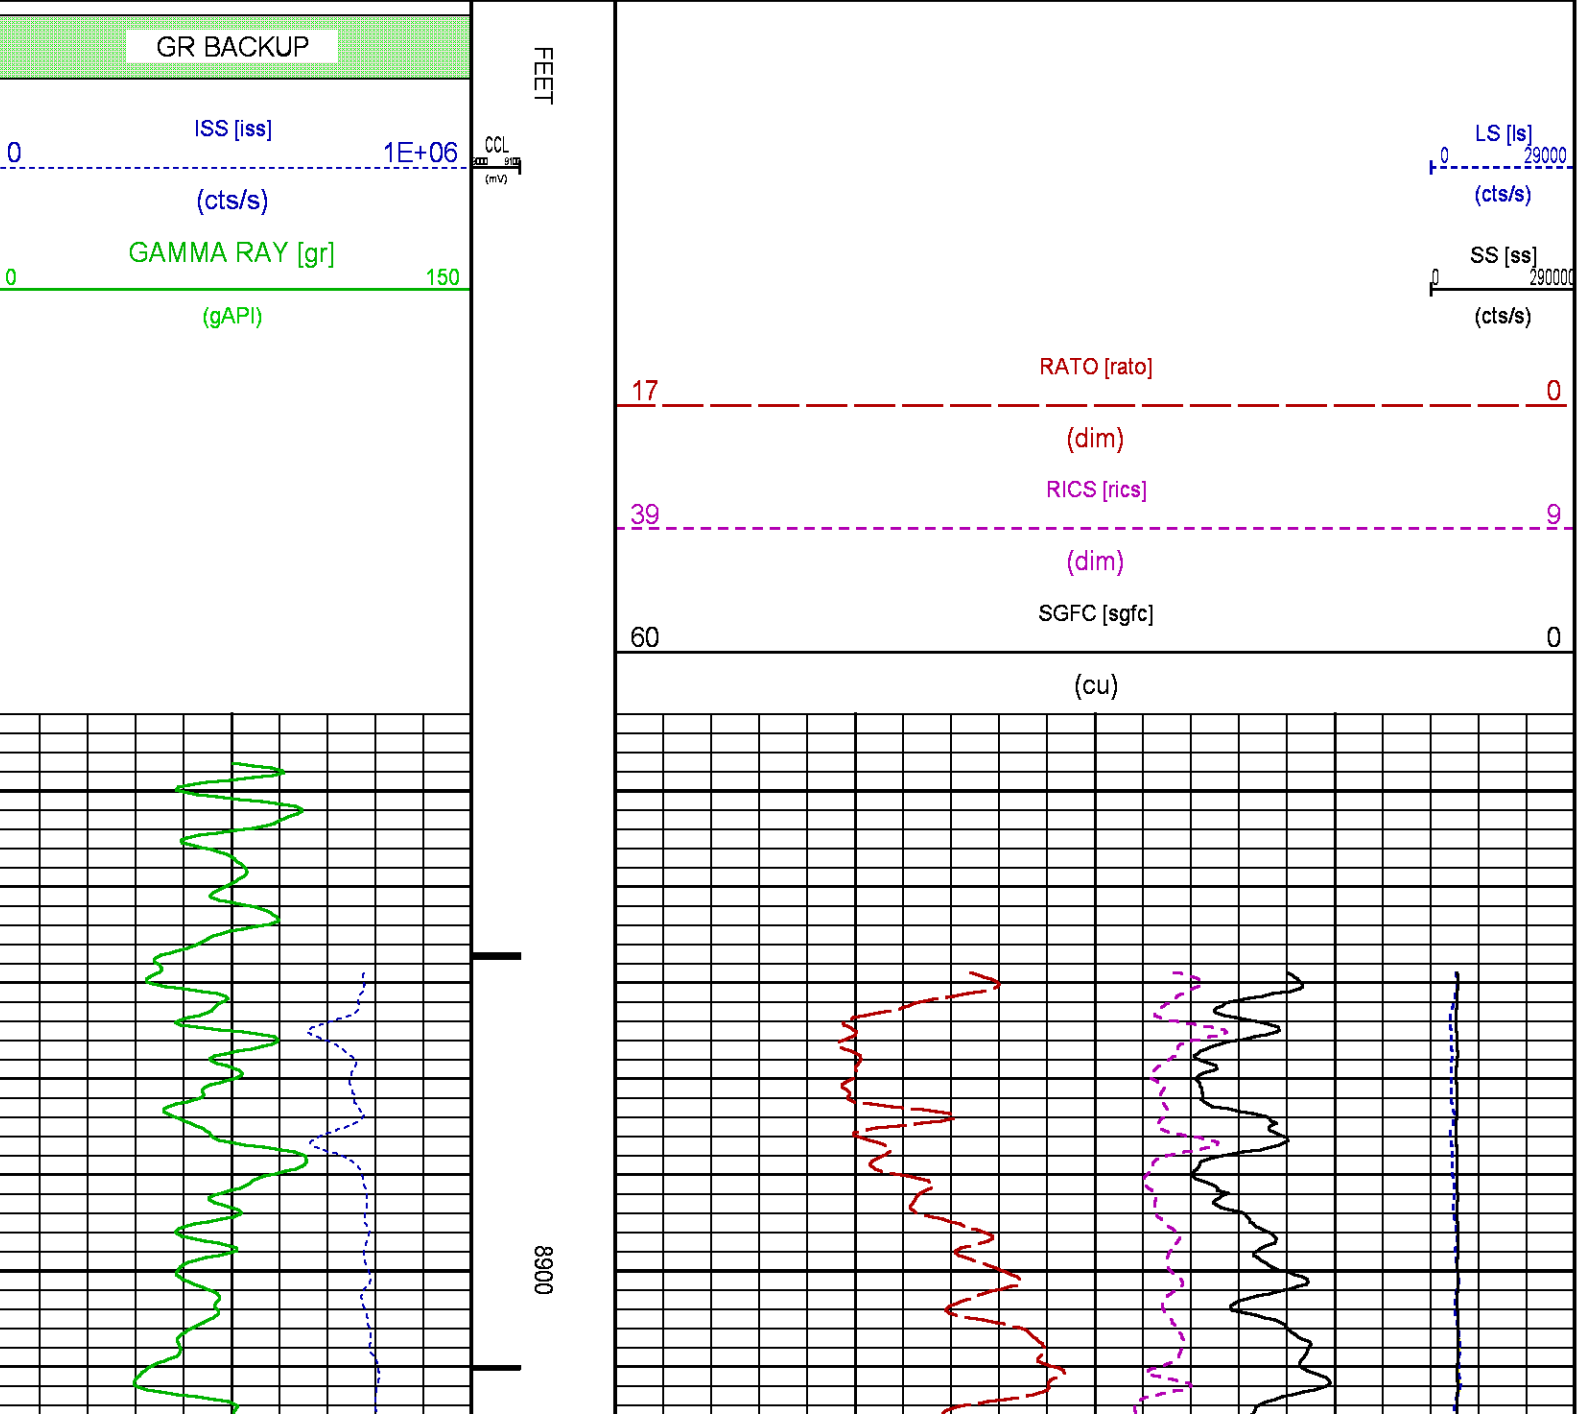 GR BACKUP
ISS [iss]
0 1E+06
(cts/s)
GAMMA RAY [gr]
0 150
(gAPI)
FEET
CCL
(mV)
LS [ls]
0 29000
(cts/s)
SS [ss]
0 290000
(cts/s)
RATO [rato]
17 0
(dim)
RICS [rics]
39 9
(dim)
SGFC [sgfc]
60 0
(cu)
8900